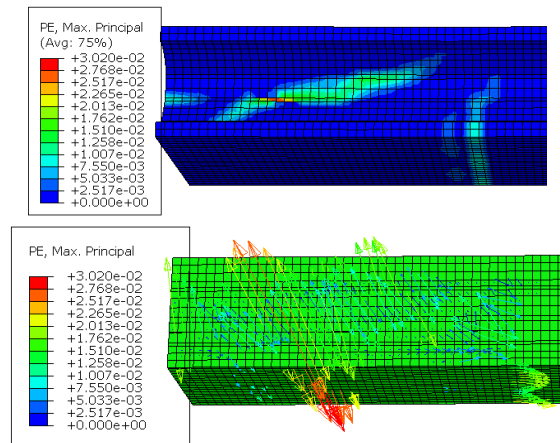 PE, Max. Principal
(Avg: 75%)
+3.020e-02
+2.768e-02
+2.517e-02
+2.265e-02
+2.013e-02
+1.762e-02
+1.510e-02
+1.258e-02
+1.007e-02
+7.550e-03
+5.033e-03
+2.517e-03
+0.000e+00
PE, Max. Principal
+3.020e-02
+2.768e-02
+2.517e-02
+2.265e-02
+2.013e-02
+1.762e-02
+1.510e-02
+1.258e-02
+1.007e-02
+7.550e-03
+5.033e-03
+2.517e-03
+0.000e+00